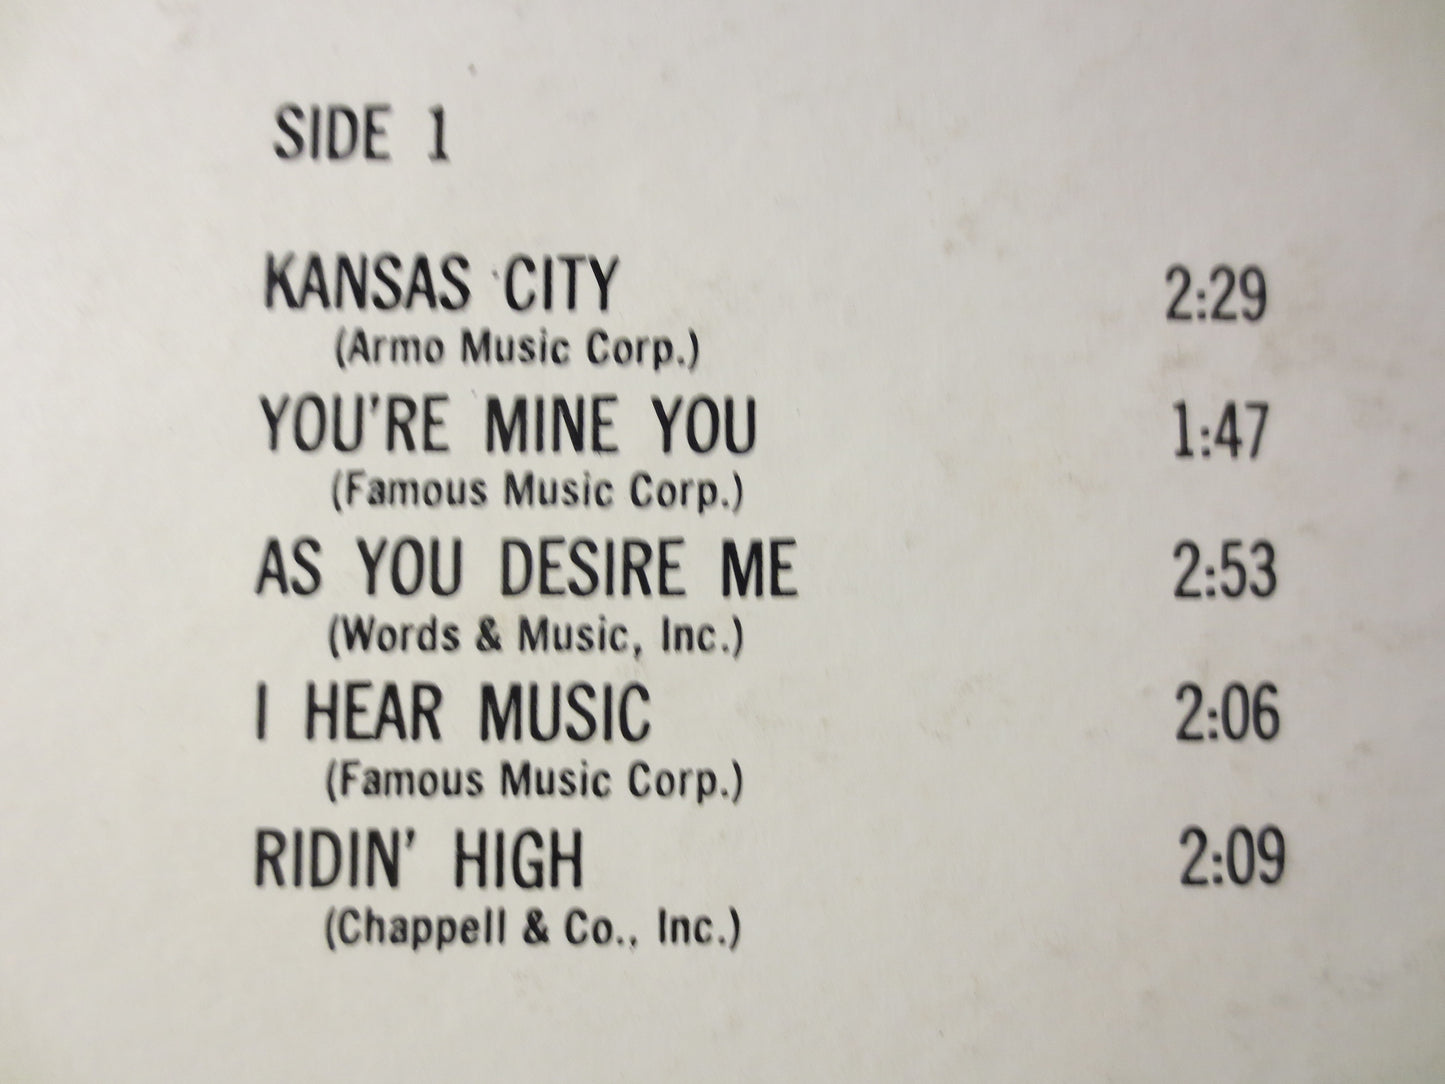 SIDE 1
KANSAS CITY 2:29
(Armo Music Corp.)
YOU'RE MINE YOU 1:47
(Famous Music Corp.)
AS YOU DESIRE ME 2:53
(Words & Music, Inc.)
I HEAR MUSIC 2:06
(Famous Music Corp.)
RIDIN' HIGH 2:09
(Chappell & Co., Inc.)